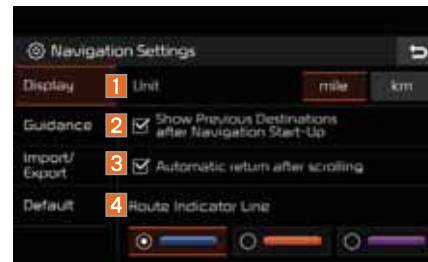 Navigation Settings
Display
1 Unit
mile
km
Guidance
2 Show Previous Destinations
after Navigation Start-Up
Import/
Export
3 Automatic return after scrolling
Default
4 Route Indicator Line